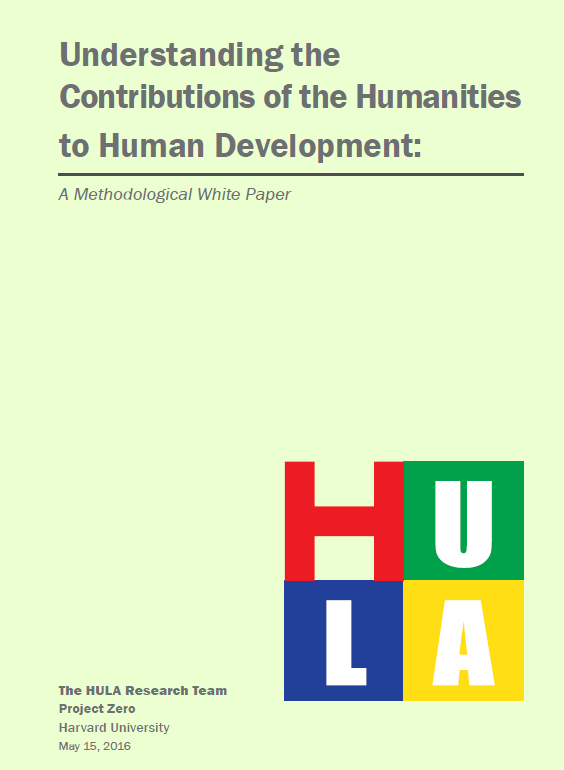 Understanding the
Contributions of the Humanities
to Human Development:
A Methodological White Paper
H U
L A
The HULA Research Team
Project Zero
Harvard University
May 15, 2016